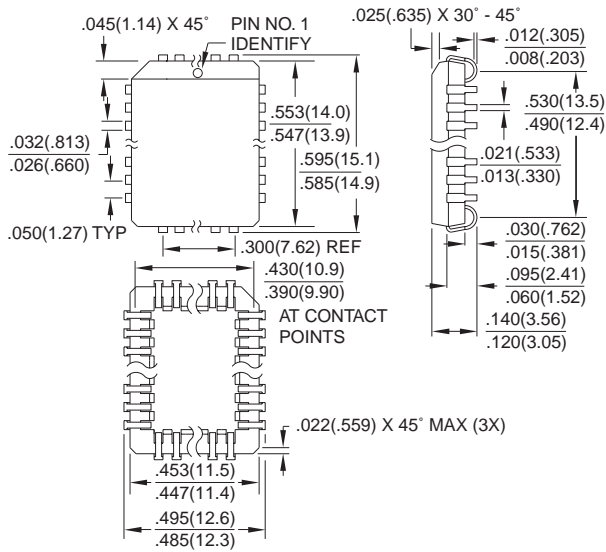 .045(1.14) X 45°
PIN NO. 1
IDENTIFY
.025(.635) X 30° - 45°
.012(.305)
.008(.203)
.553(14.0)
.547(13.9)
.595(15.1)
.585(14.9)
.032(.813)
.026(.660)
.050(1.27) TYP
.530(13.5)
.490(12.4)
.021(.533)
.013(.330)
.030(.762)
.015(.381)
.095(2.41)
.060(1.52)
.140(3.56)
.120(3.05)
.300(7.62) REF
.430(10.9)
.390(9.90)
AT CONTACT
POINTS
.022(.559) X 45° MAX (3X)
.453(11.5)
.447(11.4)
.495(12.6)
.485(12.3)